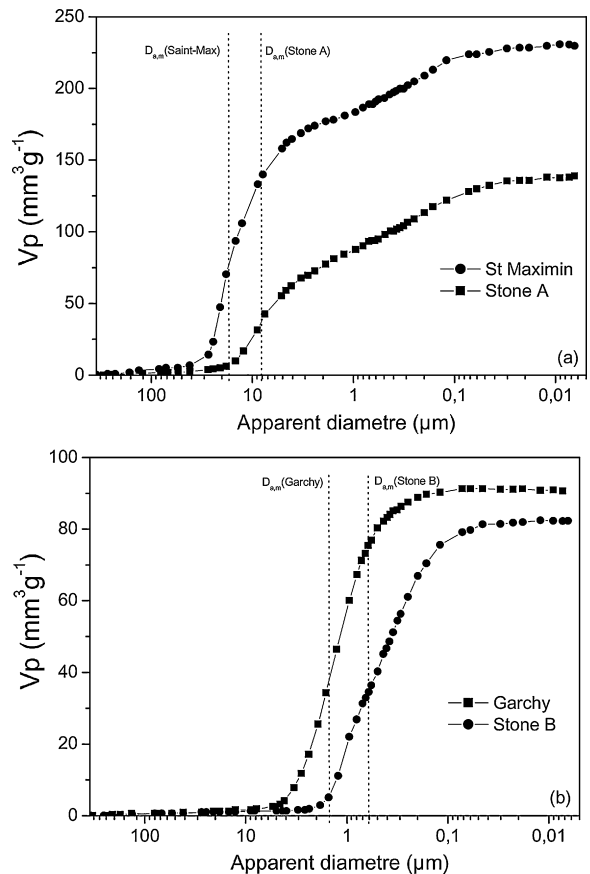 250
200
150
100
50
0
Vp (mm³g⁻¹)
Da,m(Saint-Max)
Da,m(Stone A)
St Maximin
Stone A
(a)
100 10 1 0,1 0,01
Apparent diametre (µm)
100
80
60
40
20
0
Vp (mm³g⁻¹)
Da,m(Garchy)
Da,m(Stone B)
Garchy
Stone B
(b)
100 10 1 0,1 0,01
Apparent diametre (µm)